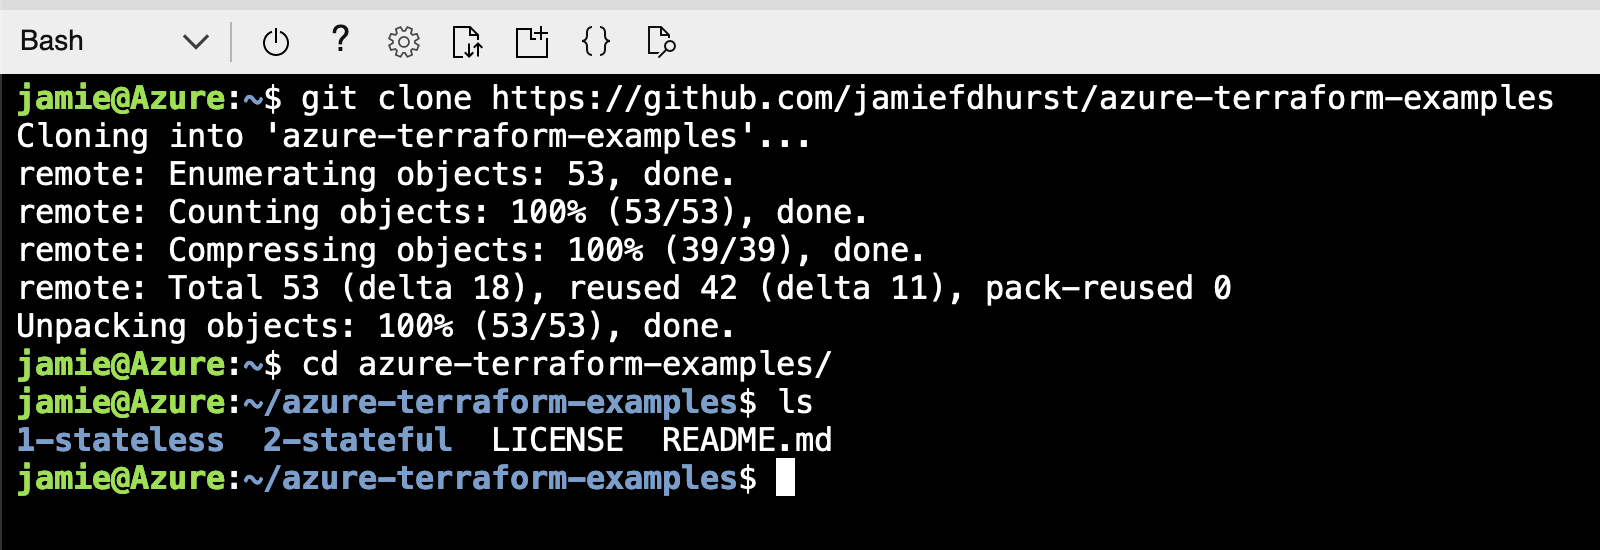 Bash
jamie@Azure:~$ git clone https://github.com/jamiefdhurst/azure-terraform-examples
Cloning into 'azure-terraform-examples'...
remote: Enumerating objects: 53, done.
remote: Counting objects: 100% (53/53), done.
remote: Compressing objects: 100% (39/39), done.
remote: Total 53 (delta 18), reused 42 (delta 11), pack-reused 0
Unpacking objects: 100% (53/53), done.
jamie@Azure:~$ cd azure-terraform-examples/
jamie@Azure:~/azure-terraform-examples$ ls
1-stateless  2-stateful  LICENSE  README.md
jamie@Azure:~/azure-terraform-examples$